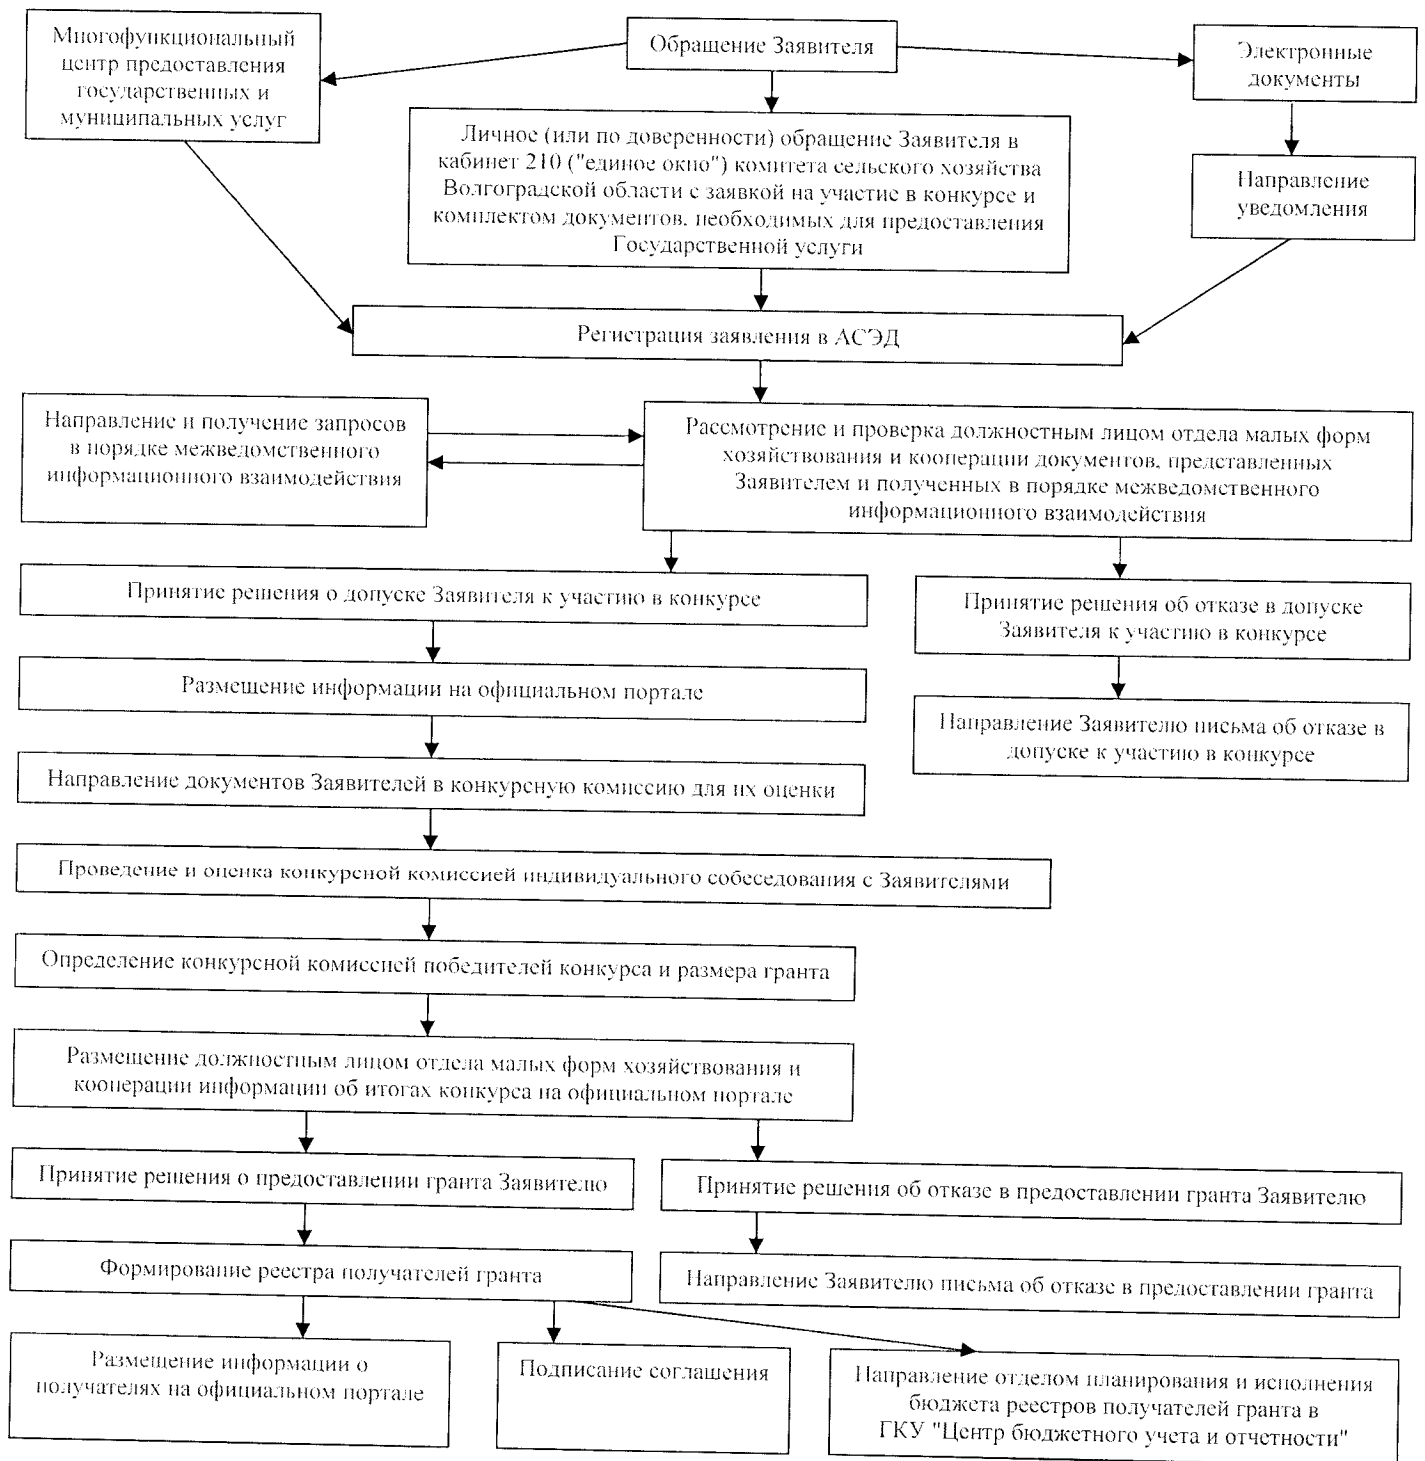 Многофункциональный
центр предоставления
государственных и
муниципальных услуг
Обращение Заявителя
Электронные
документы
Личное (или по доверенности) обращение Заявителя в
кабинет 210 ("единое окно") комитета сельского хозяйства
Волгоградской области с заявкой на участие в конкурсе и
комплектом документов, необходимых для предоставления
Государственной услуги
Направление
уведомления
Регистрация заявления в АСЭД
Направление и получение запросов
в порядке межведомственного
информационного взаимодействия
Рассмотрение и проверка должностным лицом отдела малых форм
хозяйствования и кооперации документов, представленных
Заявителем и полученных в порядке межведомственного
информационного взаимодействия
Принятие решения о допуске Заявителя к участию в конкурсе
Принятие решения об отказе в допуске
Заявителя к участию в конкурсе
Размещение информации на официальном портале
Направление Заявителю письма об отказе в
допуске к участию в конкурсе
Направление документов Заявителей в конкурсную комиссию для их оценки
Проведение и оценка конкурсной комиссией индивидуального собеседования с Заявителями
Определение конкурсной комиссией победителей конкурса и размера гранта
Размещение должностным лицом отдела малых форм хозяйствования и
кооперации информации об итогах конкурса на официальном портале
Принятие решения о предоставлении гранта Заявителю
Принятие решения об отказе в предоставлении гранта Заявителю
Формирование реестра получателей гранта
Направление Заявителю письма об отказе в предоставлении гранта
Размещение информации о
получателях на официальном портале
Подписание соглашения
Направление отделом планирования и исполнения
бюджета реестров получателей гранта в
ГКУ "Центр бюджетного учета и отчетности"